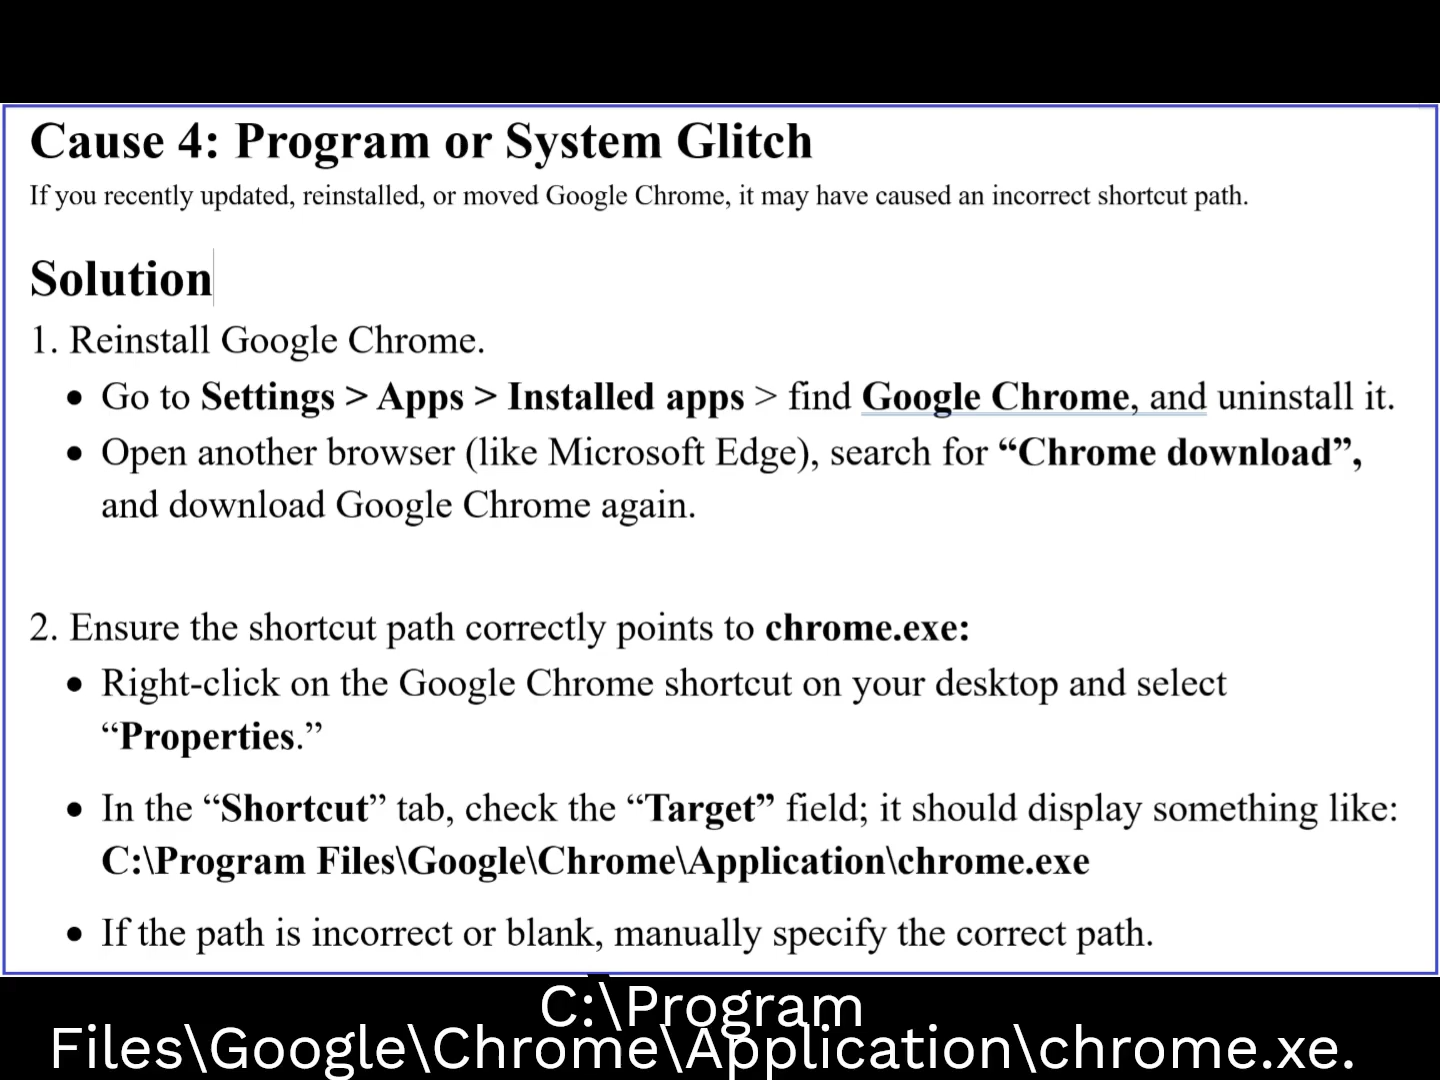 Cause 4: Program or System Glitch
If you recently updated, reinstalled, or moved Google Chrome, it may have caused an incorrect shortcut path.
Solution
1. Reinstall Google Chrome.
• Go to Settings > Apps > Installed apps > find Google Chrome, and uninstall it.
• Open another browser (like Microsoft Edge), search for “Chrome download”,
and download Google Chrome again.
2. Ensure the shortcut path correctly points to chrome.exe:
• Right-click on the Google Chrome shortcut on your desktop and select
“Properties.”
• In the “Shortcut” tab, check the “Target” field; it should display something like:
C:\Program Files\Google\Chrome\Application\chrome.exe
• If the path is incorrect or blank, manually specify the correct path.
C:\Program
Files\Google\Chrome\Application\chrome.xe.